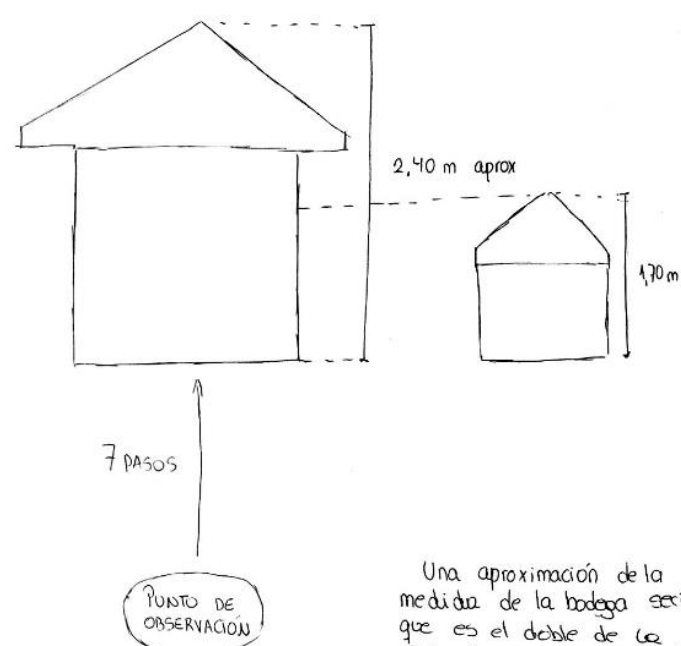 2,40 m aprox
1,70 m
7 PASOS
PUNTO DE
OBSERVACIÓN
Una aproximación de la
medida de la bodega
que es el doble de la